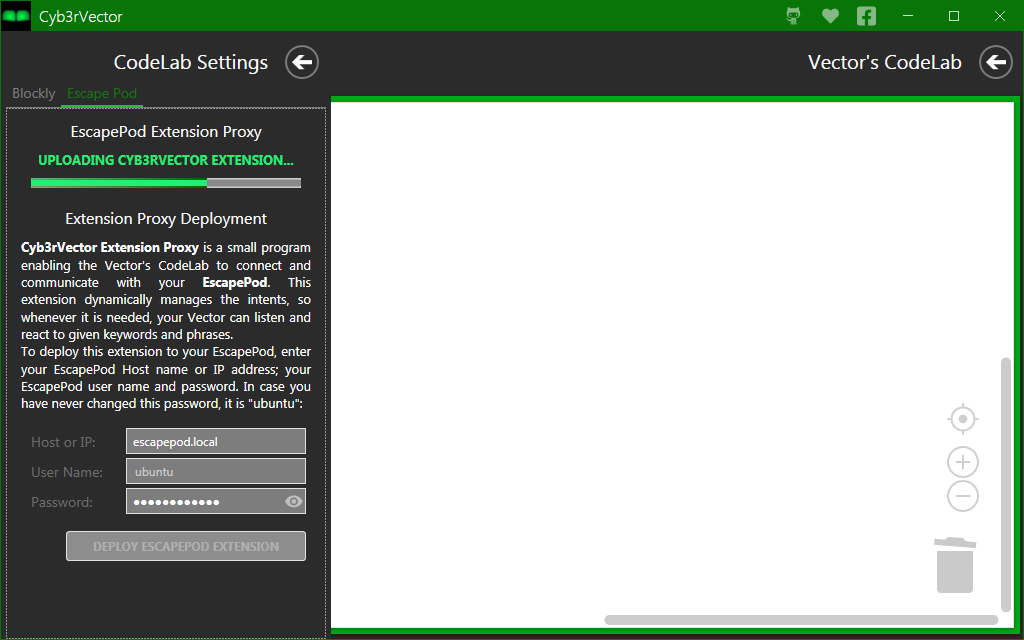 Cyb3rVector
CodeLab Settings
Vector's CodeLab
Blockly
Escape Pod
EscapePod Extension Proxy
UPLOADING CYB3RVECTOR EXTENSION...
Extension Proxy Deployment
Cyb3rVector Extension Proxy is a small program
enabling the Vector's CodeLab to connect and
communicate with your EscapePod. This
extension dynamically manages the intents, so
whenever it is needed, your Vector can listen and
react to given keywords and phrases.
To deploy this extension to your EscapePod, enter
your EscapePod Host name or IP address; your
EscapePod user name and password. In case you
have never changed this password, it is "ubuntu":
Host or IP:
escapepod.local
User Name:
ubuntu
Password:
DEPLOY ESCAPEPOD EXTENSION